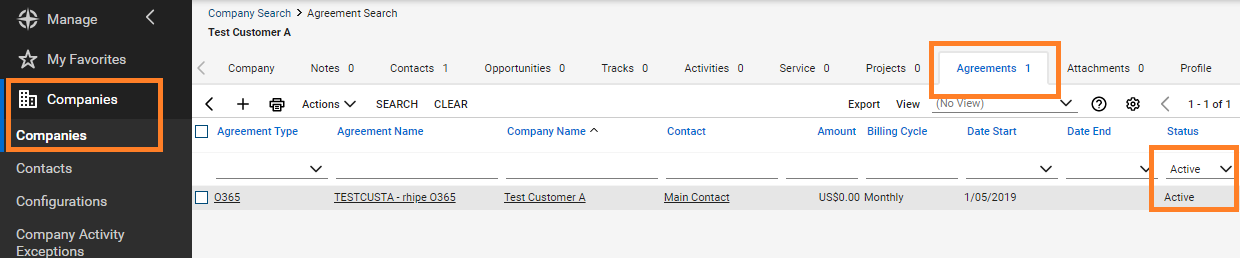 Manage
My Favorites
Companies
Companies
Contacts
Configurations
Company Activity
Exceptions
Company Search > Agreement Search
Test Customer A
Company Notes 0 Contacts 1 Opportunities 0 Tracks 0 Activities 0 Service 0 Projects 0 Agreements 1 Attachments 0 Profile
Actions SEARCH CLEAR Export View (No View) 1 - 1 of 1
Agreement Type Agreement Name Company Name Contact Amount Billing Cycle Date Start Date End Status
Active
O365 TESTCUSTA - rhipe O365 Test Customer A Main Contact US$0.00 Monthly 1/05/2019 Active